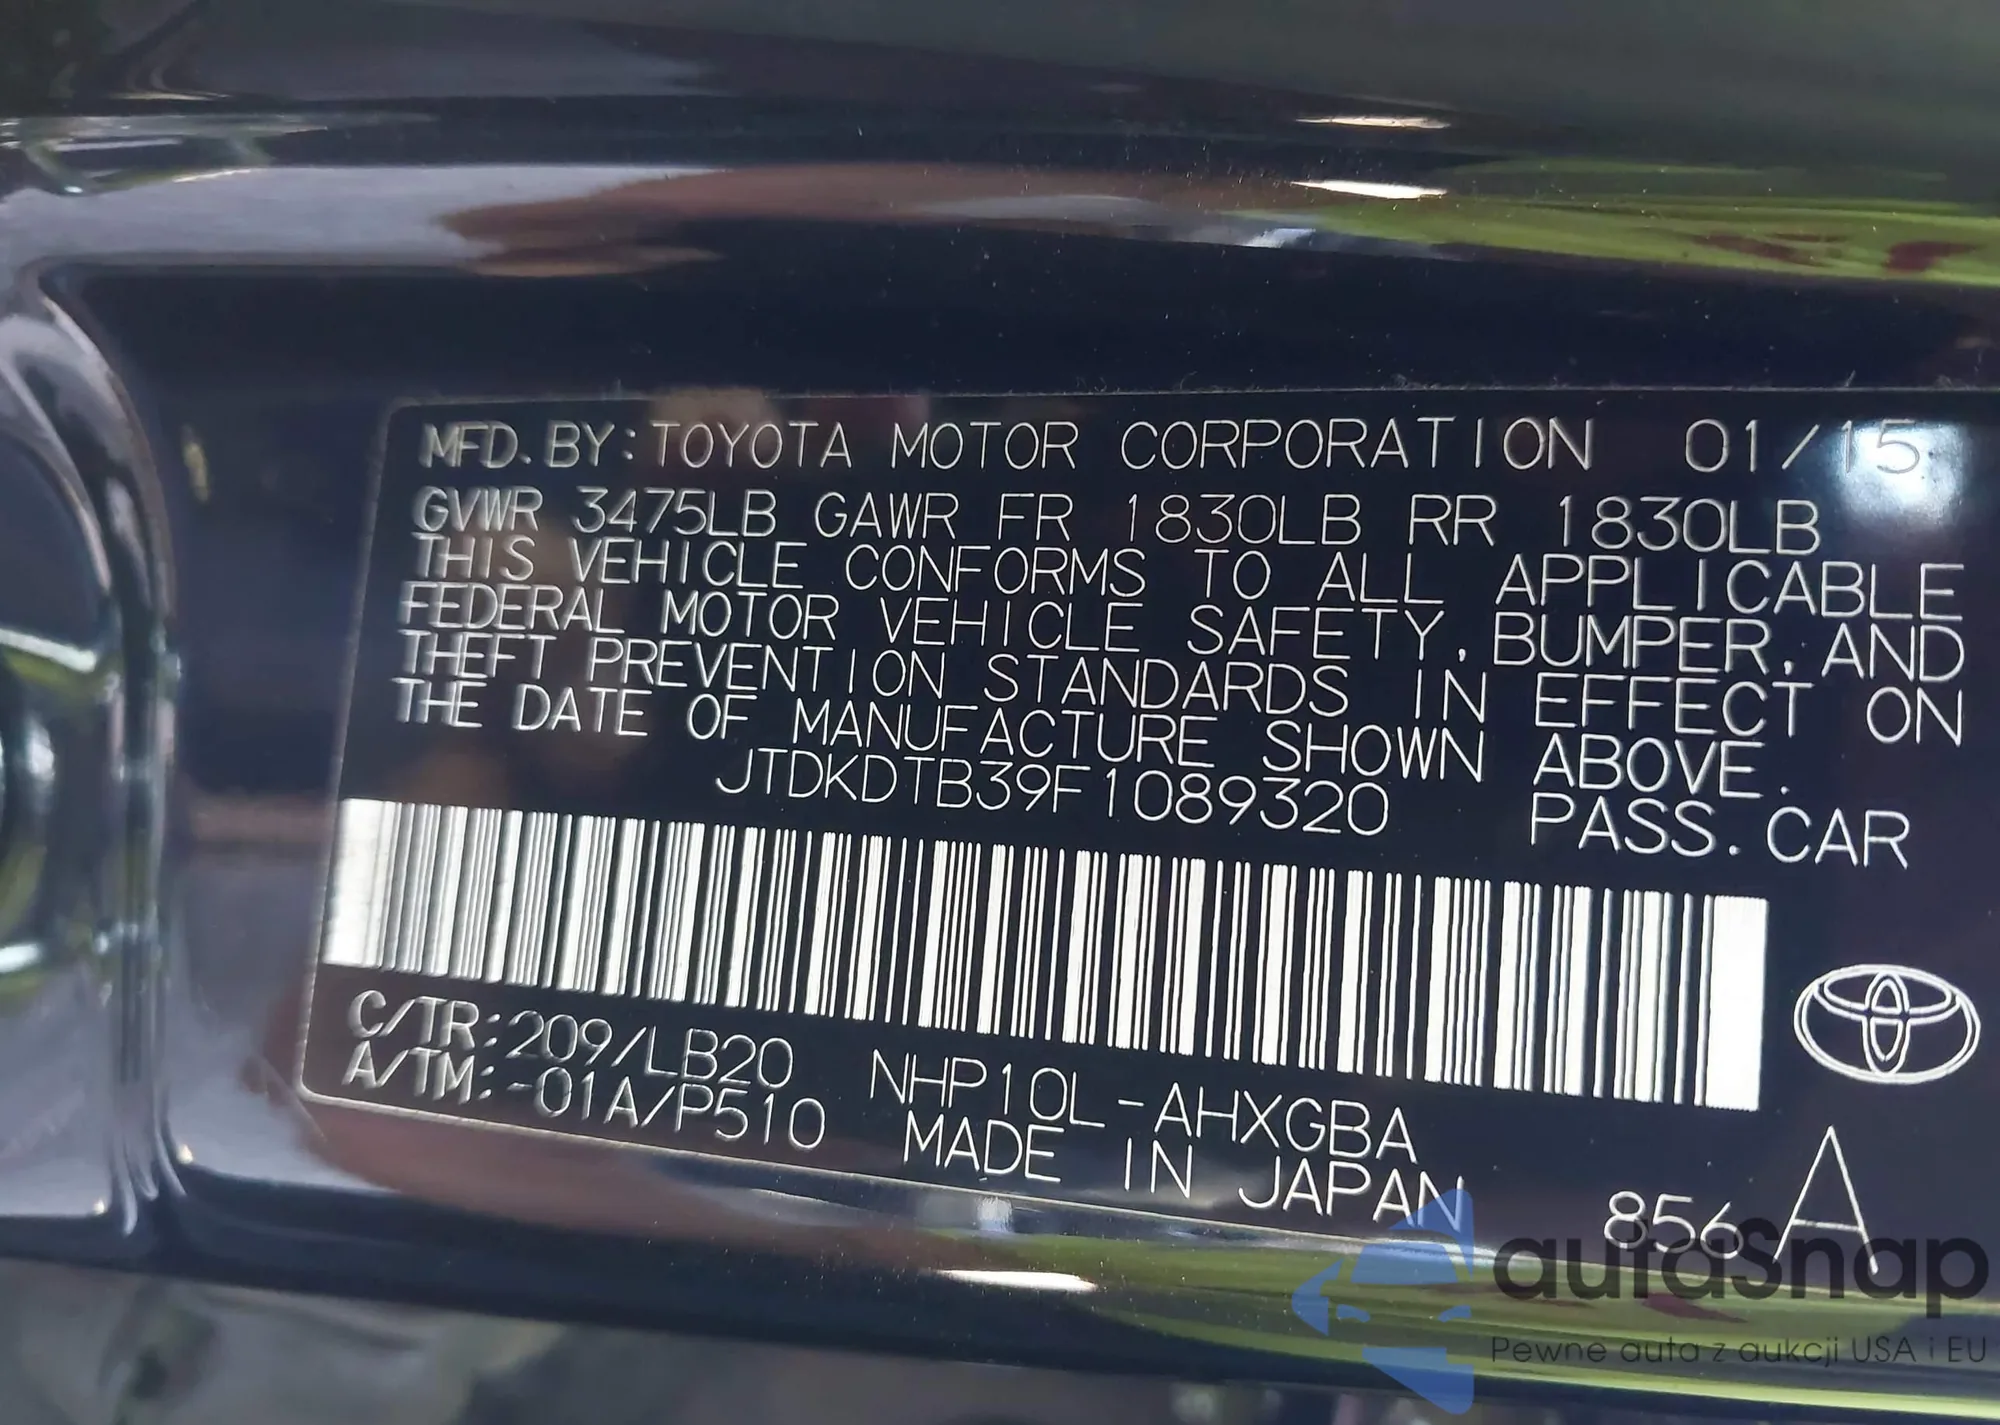 MFD. BY: TOYOTA MOTOR CORPORATION 01/15
GVWR 3475LB GAWR FR 1830LB RR 1830LB
THIS VEHICLE CONFORMS TO ALL APPLICABLE
FEDERAL MOTOR VEHICLE SAFETY, BUMPER, AND
THEFT PREVENTION STANDARDS IN EFFECT ON
THE DATE OF MANUFACTURE SHOWN ABOVE.
JTDKDTB39F1089320 PASS. CAR
C/TR: 209/LB20 NHP10L-AHXGBA
A/TM: -01A/P510 MADE IN JAPAN
856 A
autaSnap
Pewne auta z aukcji USA i EU